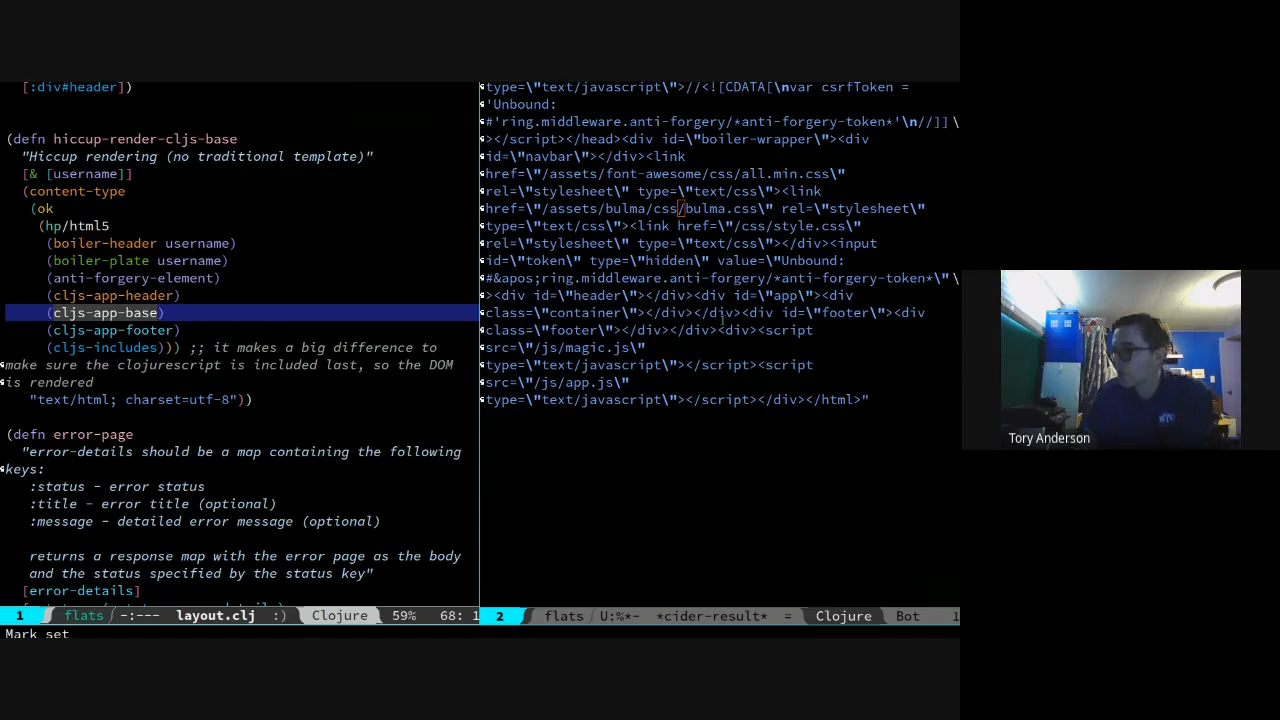 [:div#header])
(defn hiccup-render-cljs-base
"Hiccup rendering (no traditional template)"
[& [username]]
(content-type
(ok
(hp/html5
(boiler-header username)
(boiler-plate username)
(anti-forgery-element)
(cljs-app-header)
(cljs-app-base)
(cljs-app-footer)
(cljs-includes))) ;; it makes a big difference to
make sure the clojurescript is included last, so the DOM
is rendered
"text/html; charset=utf-8"))
(defn error-page
"error-details should be a map containing the following
keys:
:status - error status
:title - error title (optional)
:message - detailed error message (optional)
returns a response map with the error page as the body
and the status specified by the status key"
[error-details]
1 flats -:--- layout.clj :) Clojure 59% 68: 1
Mark set
type=\"text/javascript\">//<![CDATA[\nvar csrfToken =
'Unbound:
#'ring.middleware.anti-forgery/*anti-forgery-token*'\n//]]\
></script></head><div id=\"boiler-wrapper\"><div
id=\"navbar\"></div><link
href=\"/assets/font-awesome/css/all.min.css\"
rel=\"stylesheet\" type=\"text/css\"><link
href=\"/assets/bulma/css/bulma.css\" rel=\"stylesheet\"
type=\"text/css\"><link href=\"/css/style.css\"
rel=\"stylesheet\" type=\"text/css\"></div><input
id=\"token\" type=\"hidden\" value=\"Unbound:
#&apos;ring.middleware.anti-forgery/*anti-forgery-token*\"\
><div id=\"header\"></div><div id=\"app\"><div
class=\"container\"></div></div><div id=\"footer\"><div
class=\"footer\"></div></div><div><script
src=\"/js/magic.js\"
type=\"text/javascript\"></script><script
src=\"/js/app.js\"
type=\"text/javascript\"></script></div></html>"
2 flats U:%*- *cider-result* = Clojure Bot 1
Tory Anderson